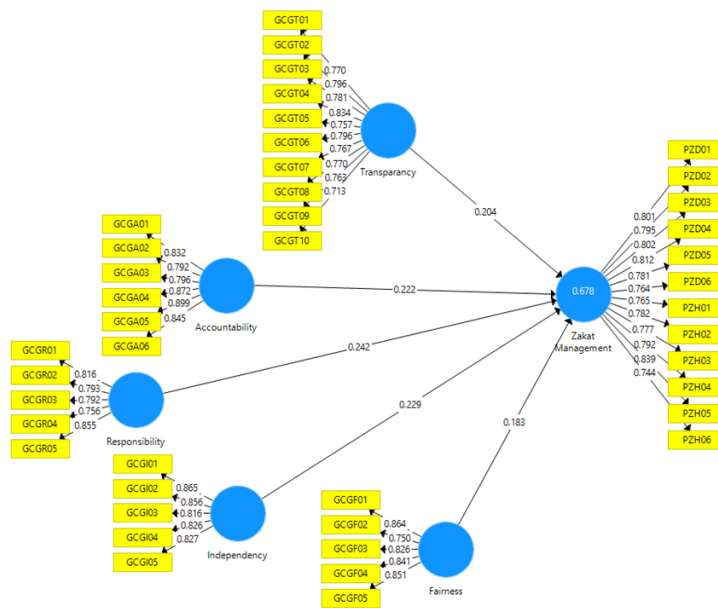 GCGT01
GCGT02
GCGT03
GCGT04
GCGT05
GCGT06
GCGT07
GCGT08
GCGT09
GCGT10
0.770
0.796
0.781
0.834
0.757
0.796
0.767
0.770
0.763
0.713
Transparancy
0.204
GCGA01
GCGA02
GCGA03
GCGA04
GCGA05
GCGA06
0.832
0.792
0.796
0.872
0.899
0.845
Accountability
0.222
GCGR01
GCGR02
GCGR03
GCGR04
GCGR05
0.816
0.793
0.792
0.756
0.855
Responsibility
0.242
GCGI01
GCGI02
GCGI03
GCGI04
GCGI05
0.865
0.856
0.816
0.826
0.827
Independency
0.229
GCGF01
GCGF02
GCGF03
GCGF04
GCGF05
0.864
0.750
0.826
0.841
0.851
Fairness
0.183
0.678
Zakat
Management
0.801
0.795
0.802
0.812
0.781
0.764
0.765
0.782
0.777
0.792
0.839
0.744
PZD01
PZD02
PZD03
PZD04
PZD05
PZD06
PZH01
PZH02
PZH03
PZH04
PZH05
PZH06